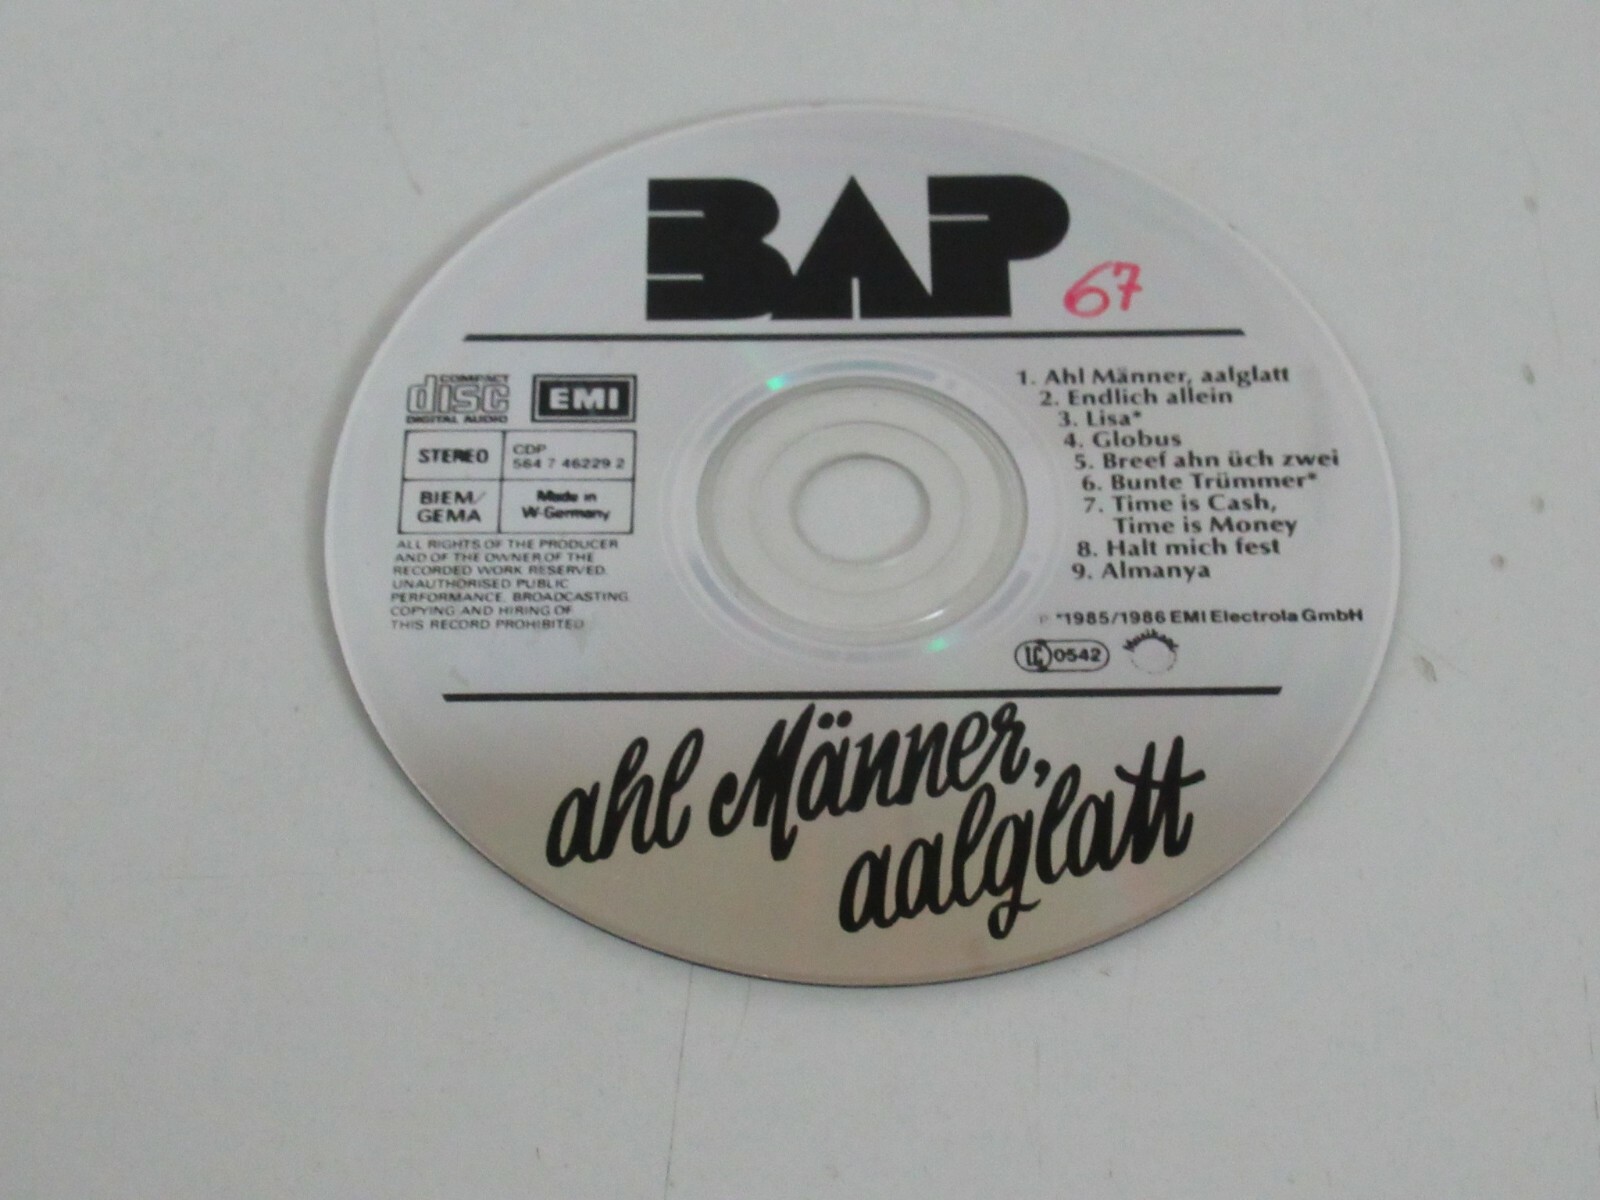 BAP
67
COMPACT
disc
DIGITAL AUDIO
EMI
STEREO
CDP
564 7 46229 2
BIEM/
GEMA
Made in
W-Germany
ALL RIGHTS OF THE PRODUCER
AND OF THE OWNER OF THE
RECORDED WORK RESERVED.
UNAUTHORISED PUBLIC
PERFORMANCE, BROADCASTING
COPYING AND HIRING OF
THIS RECORD PROHIBITED
1. Ahl Männer, aalglatt
2. Endlich allein
3. Lisa*
4. Globus
5. Breef ahn üch zwei
6. Bunte Trümmer*
7. Time is Cash,
Time is Money
8. Halt mich fest
9. Almanya
℗ *1985/1986 EMI Electrola GmbH
LC 0542
Musikant
ahl Männer,
aalglatt